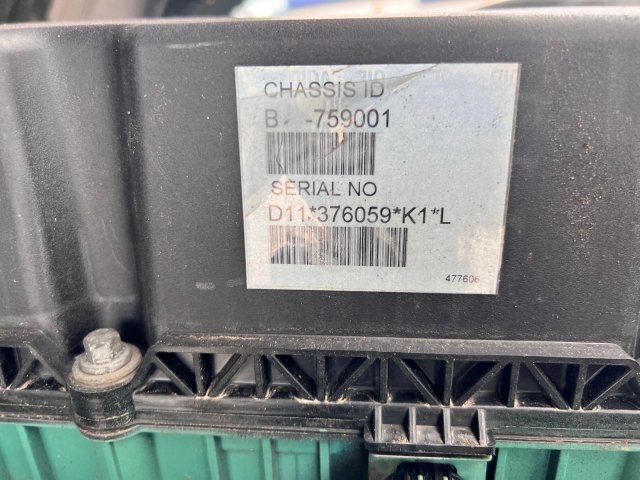 CHASSIS ID
-759001
SERIAL NO
D11*376059*K1*L
477606